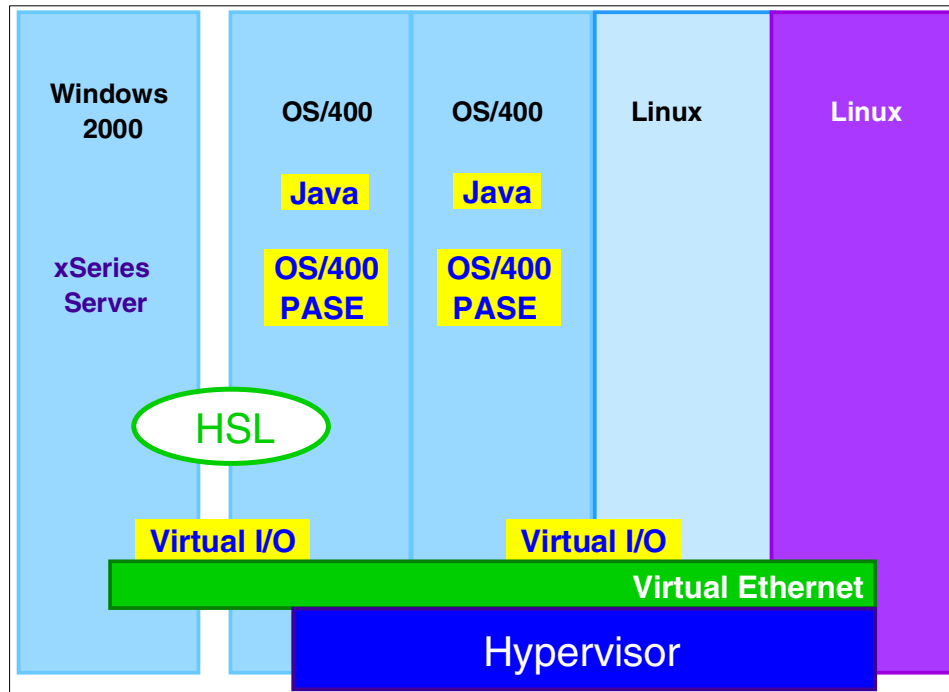 Windows
2000
OS/400
OS/400
Linux
Linux
Java
Java
xSeries
Server
OS/400
PASE
OS/400
PASE
HSL
Virtual I/O
Virtual I/O
Virtual Ethernet
Hypervisor